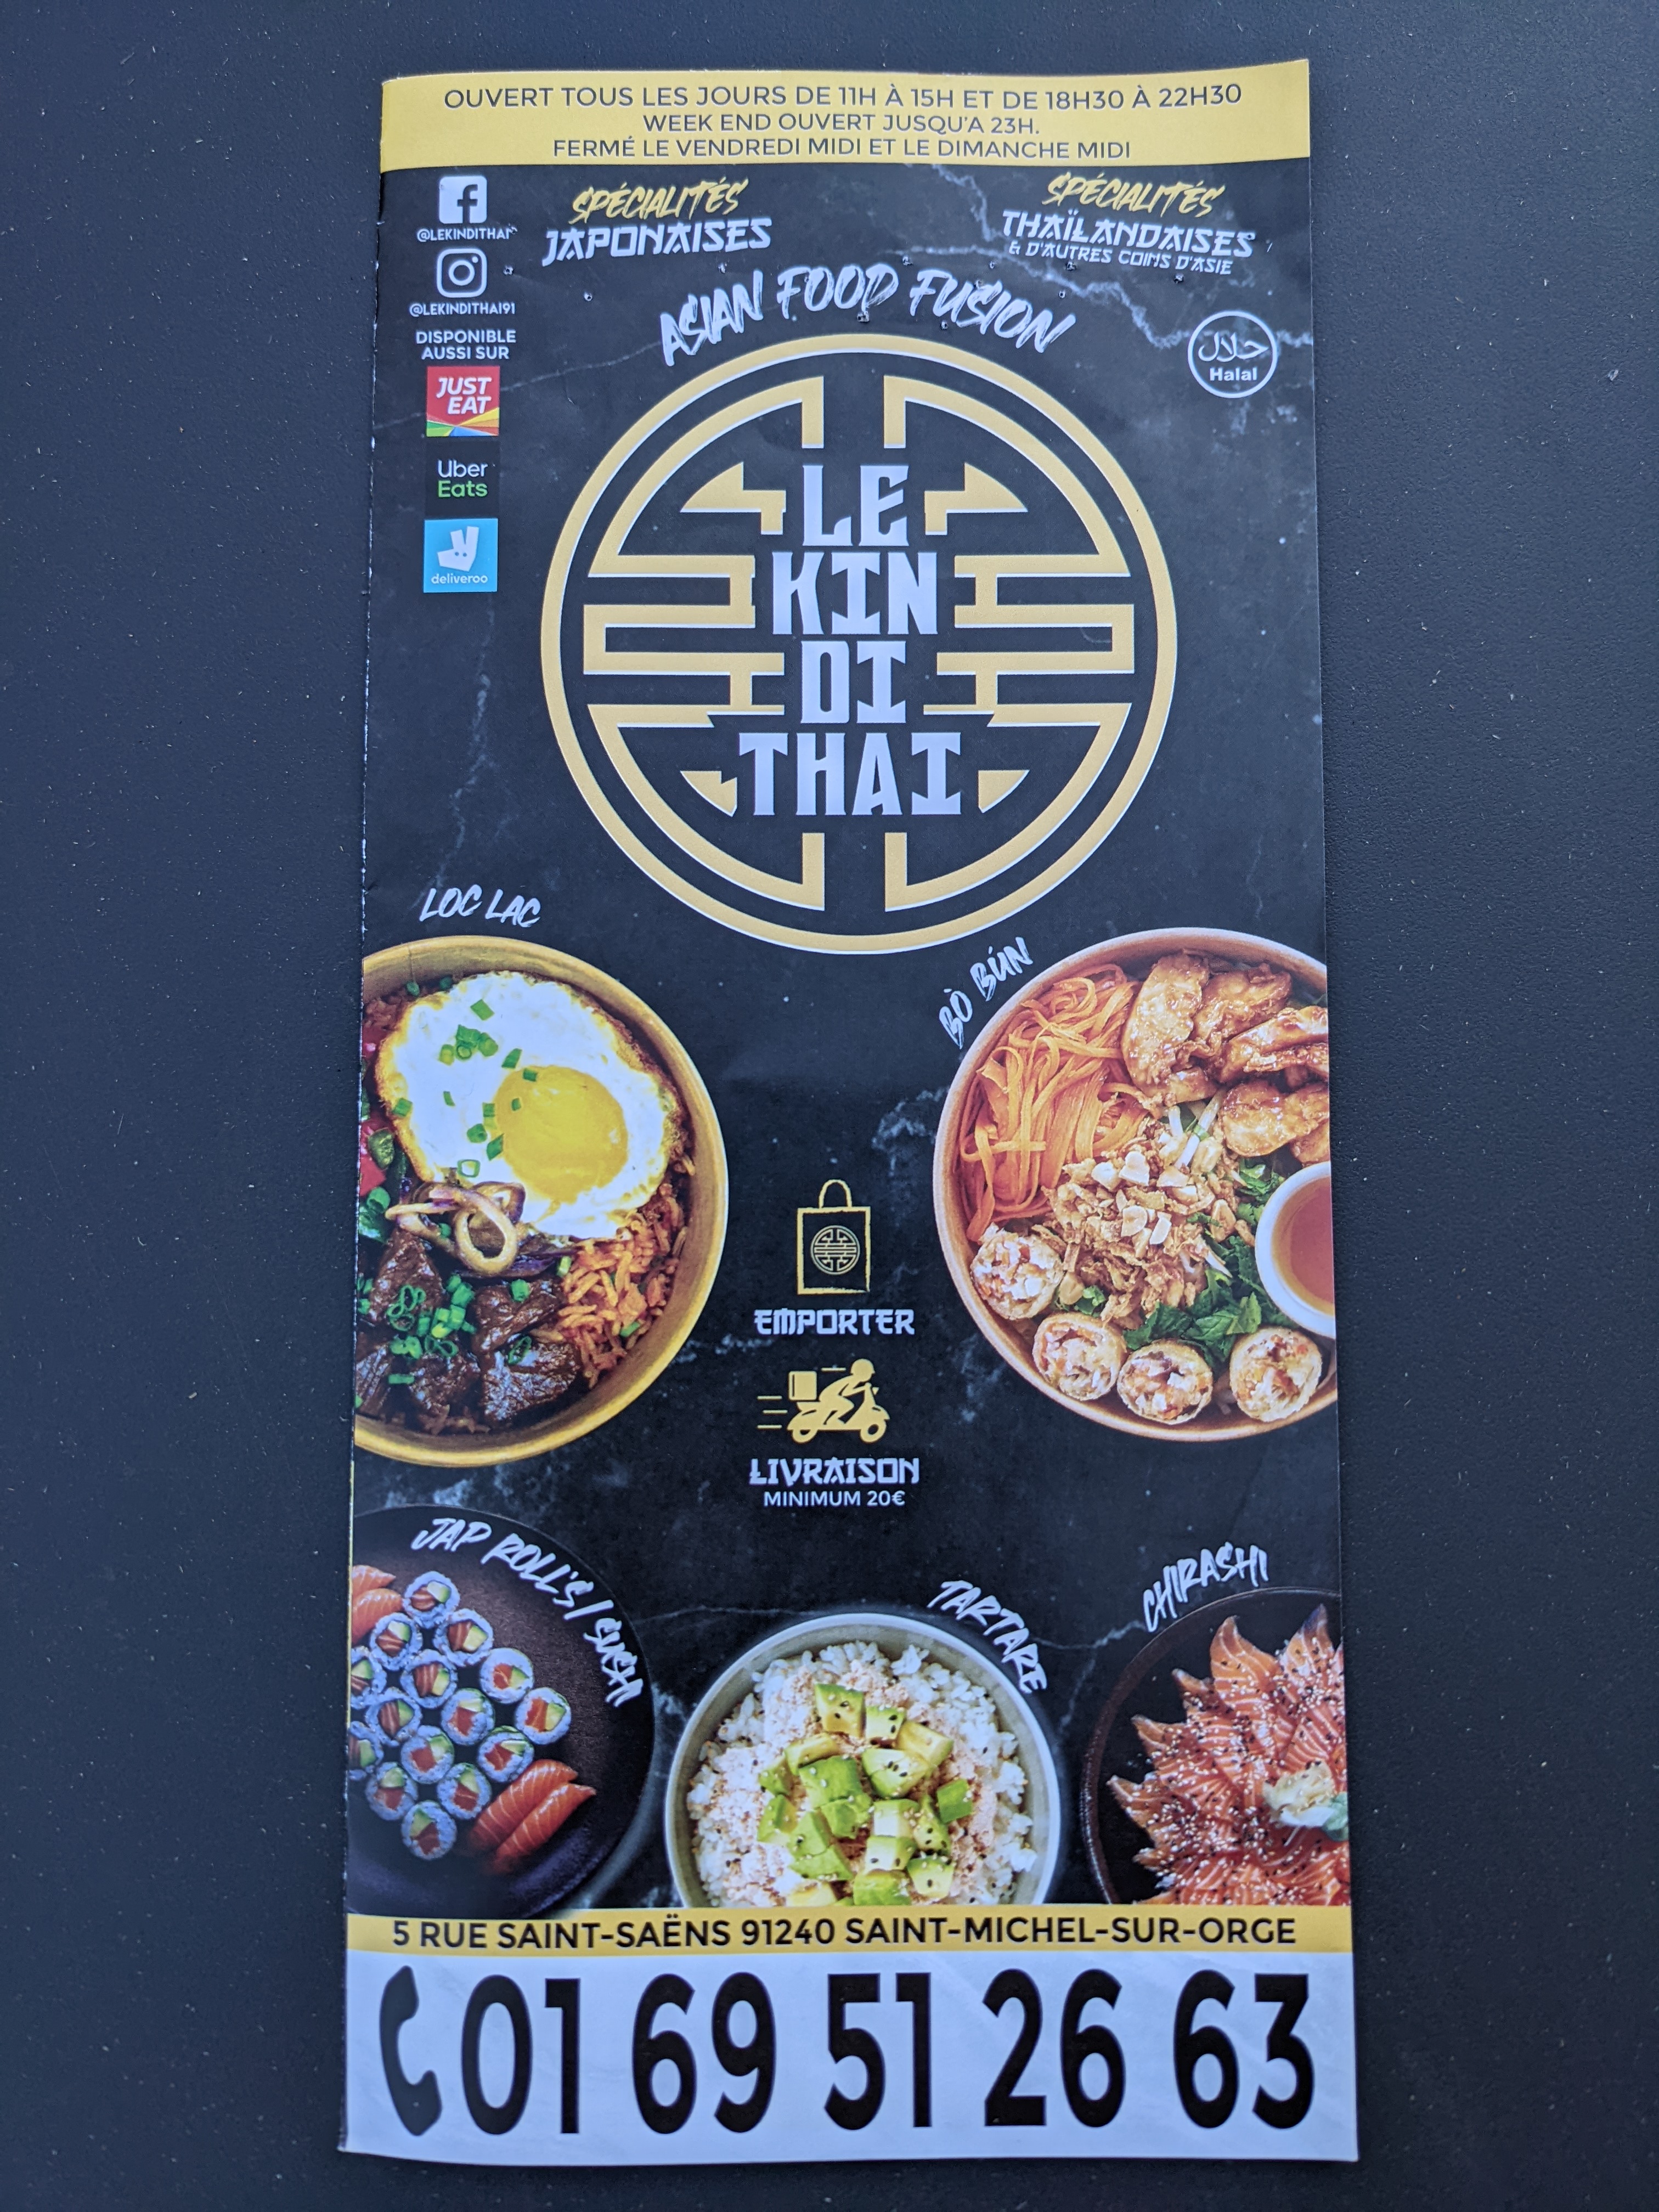 OUVERT TOUS LES JOURS DE 11H À 15H ET DE 18H30 À 22H30
WEEK END OUVERT JUSQU'A 23H.
FERMÉ LE VENDREDI MIDI ET LE DIMANCHE MIDI
@LEKINDITHAI
@LEKINDITHAI91
DISPONIBLE
AUSSI SUR
JUST
EAT
Uber
Eats
deliveroo
SPÉCIALITÉS
JAPONAISES
SPÉCIALITÉS
THAÏLANDAISES
& D'AUTRES COINS D'ASIE
ASIAN FOOD FUSION
حلال
Halal
LE
KIN
DI
THAI
LOC LAC
BÒ BÚN
EMPORTER
LIVRAISON
MINIMUM 20€
JAP ROLL'S / SUSHI
TARTARE
CHIRASHI
5 RUE SAINT-SAËNS 91240 SAINT-MICHEL-SUR-ORGE
01 69 51 26 63